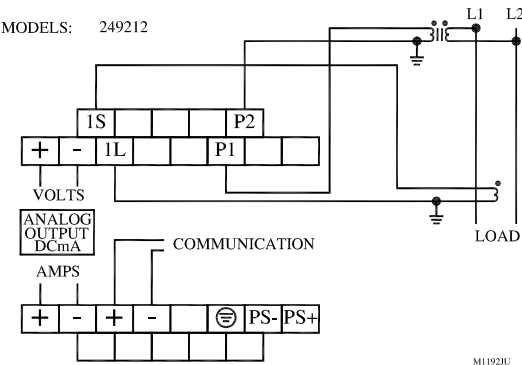 MODELS: 249212
L1 L2
1S P2
+ - 1L P1
VOLTS
ANALOG
OUTPUT
DCmA
AMPS
COMMUNICATION
LOAD
+ - + - PS- PS+
M1192JU